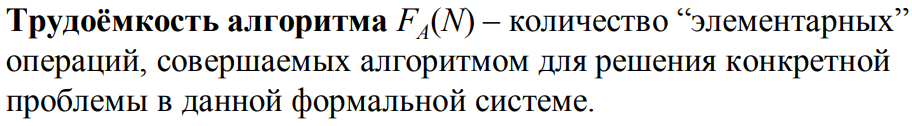 Трудоёмкость алгоритма F_A(N) – количество “элементарных”
операций, совершаемых алгоритмом для решения конкретной
проблемы в данной формальной системе.